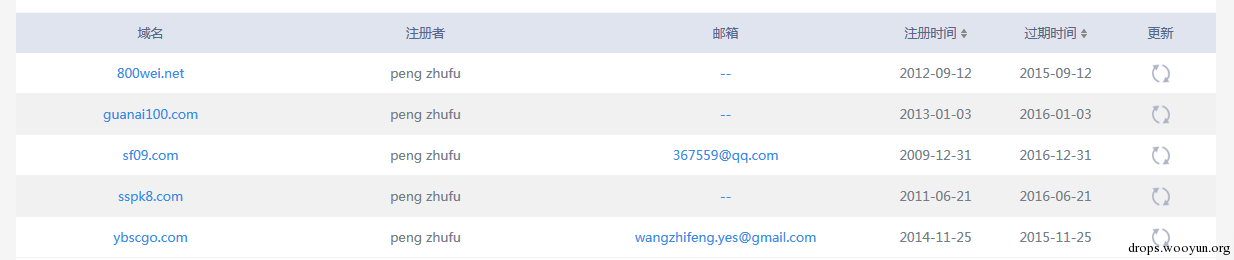 域名 注册者 邮箱 注册时间 过期时间 更新
800wei.net peng zhufu -- 2012-09-12 2015-09-12
guanai100.com peng zhufu -- 2013-01-03 2016-01-03
sf09.com peng zhufu 367559@qq.com 2009-12-31 2016-12-31
sspk8.com peng zhufu -- 2011-06-21 2016-06-21
ybscgo.com peng zhufu wangzhifeng.yes@gmail.com 2014-11-25 2015-11-25
drops.wooyun.org